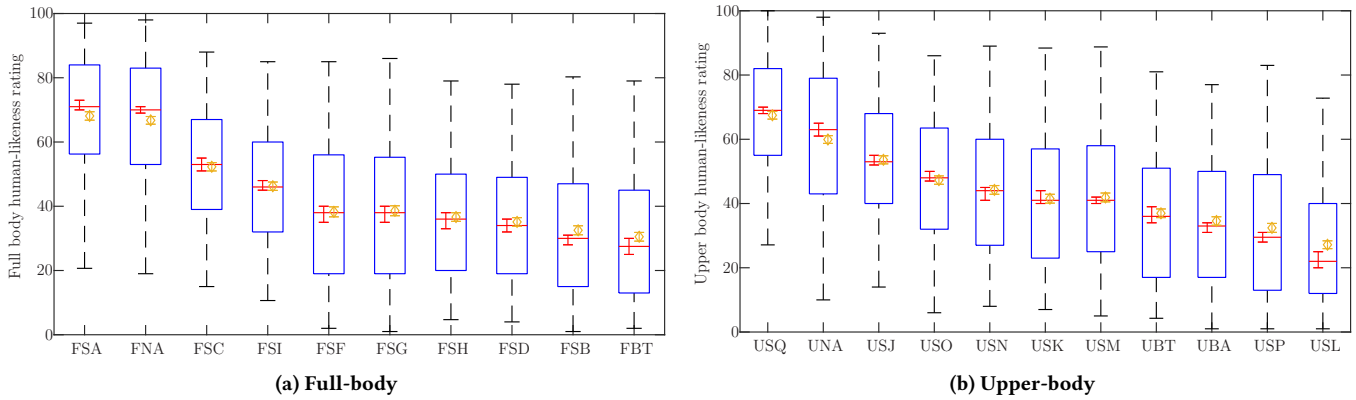 Full body human-likeness rating
100
80
60
40
20
0
FSA FNA FSC FSI FSF FSG FSH FSD FSB FBT
(a) Full-body
Upper body human-likeness rating
100
80
60
40
20
0
USQ UNA USJ USO USN USK USM UBT UBA USP USL
(b) Upper-body